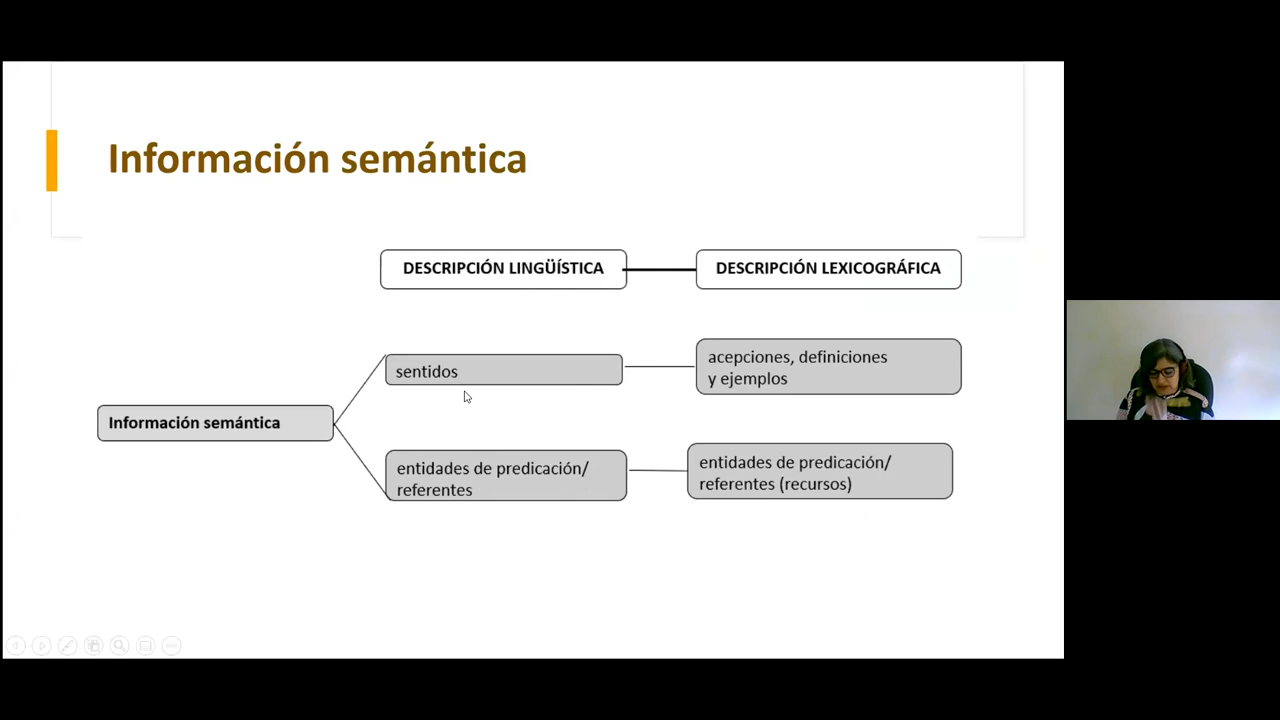 Información semántica
DESCRIPCIÓN LINGÜÍSTICA
DESCRIPCIÓN LEXICOGRÁFICA
sentidos
acepciones, definiciones
y ejemplos
Información semántica
entidades de predicación/
referentes
entidades de predicación/
referentes (recursos)